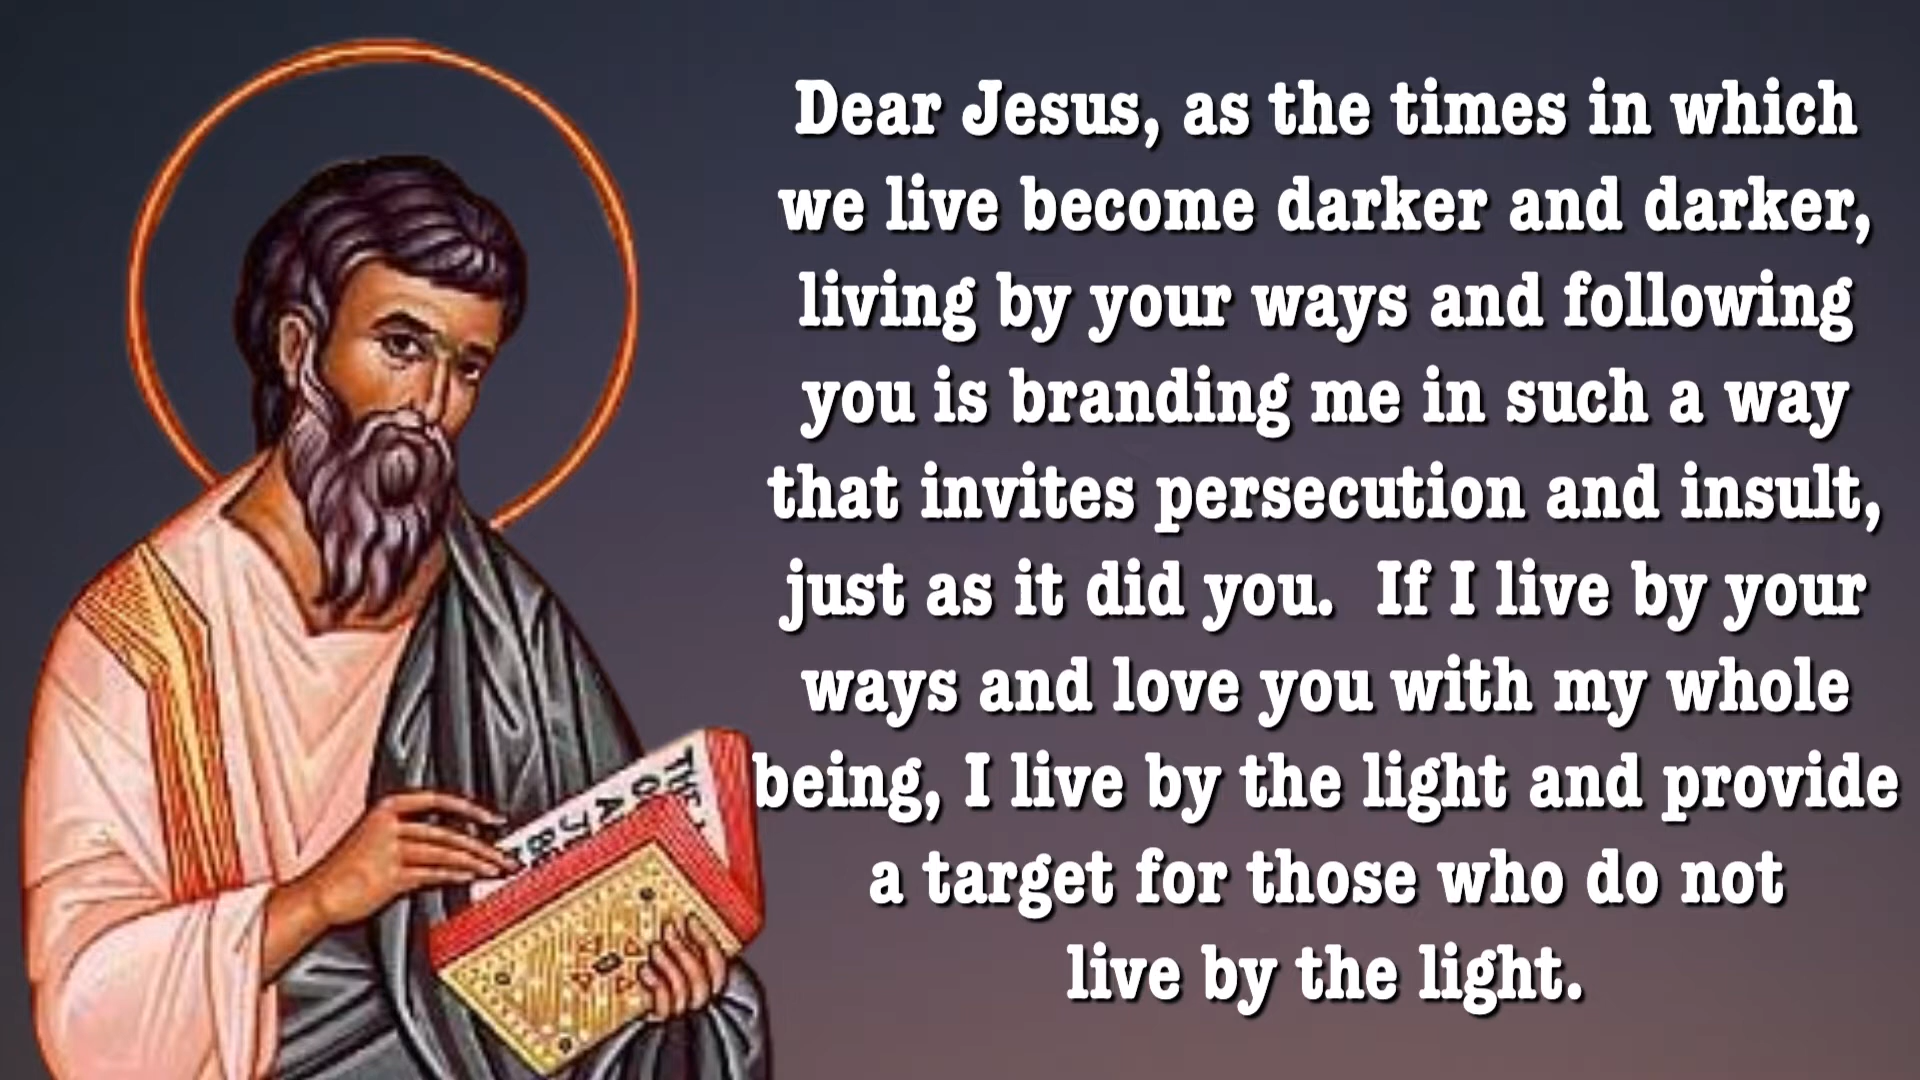 Dear Jesus, as the times in which
we live become darker and darker,
living by your ways and following
you is branding me in such a way
that invites persecution and insult,
just as it did you.  If I live by your
ways and love you with my whole
being, I live by the light and provide
a target for those who do not
live by the light.